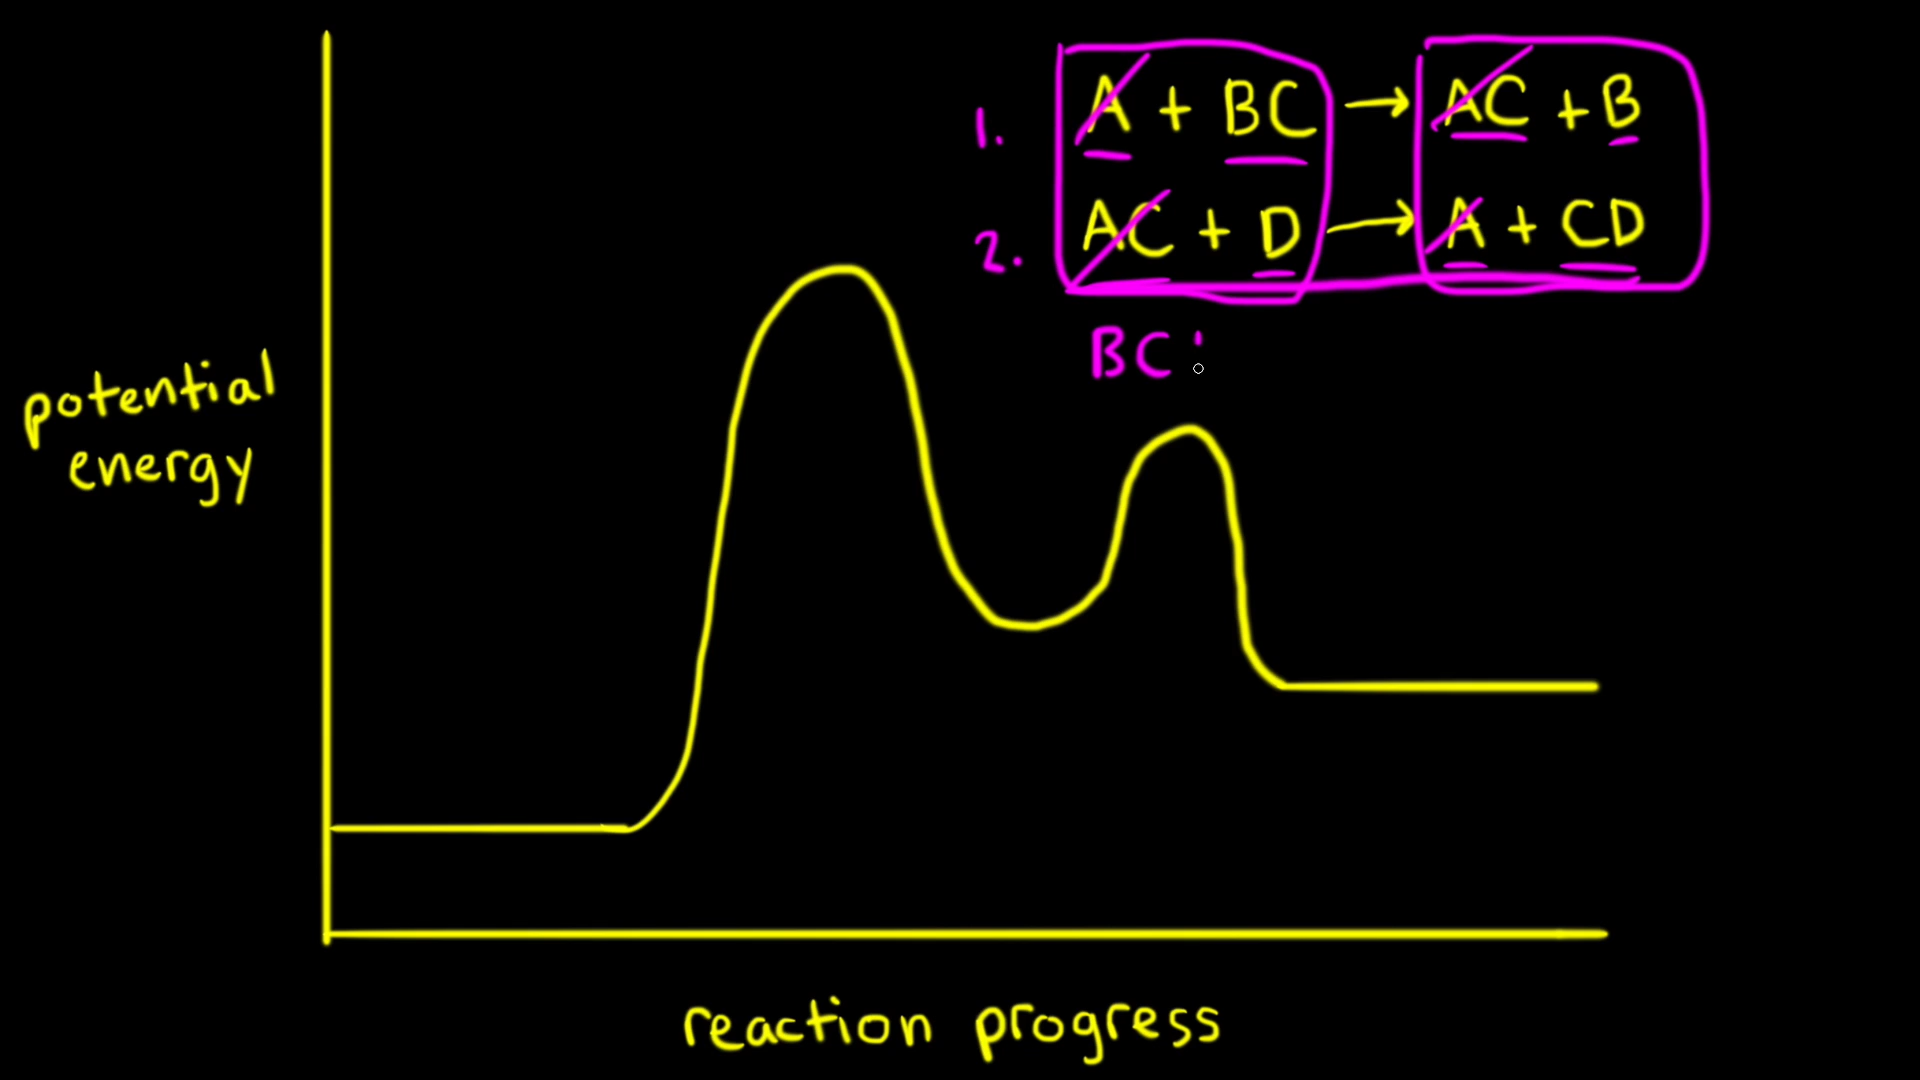 1. A + BC → AC + B
2. AC + D → A + CD
BC
potential
energy
reaction progress